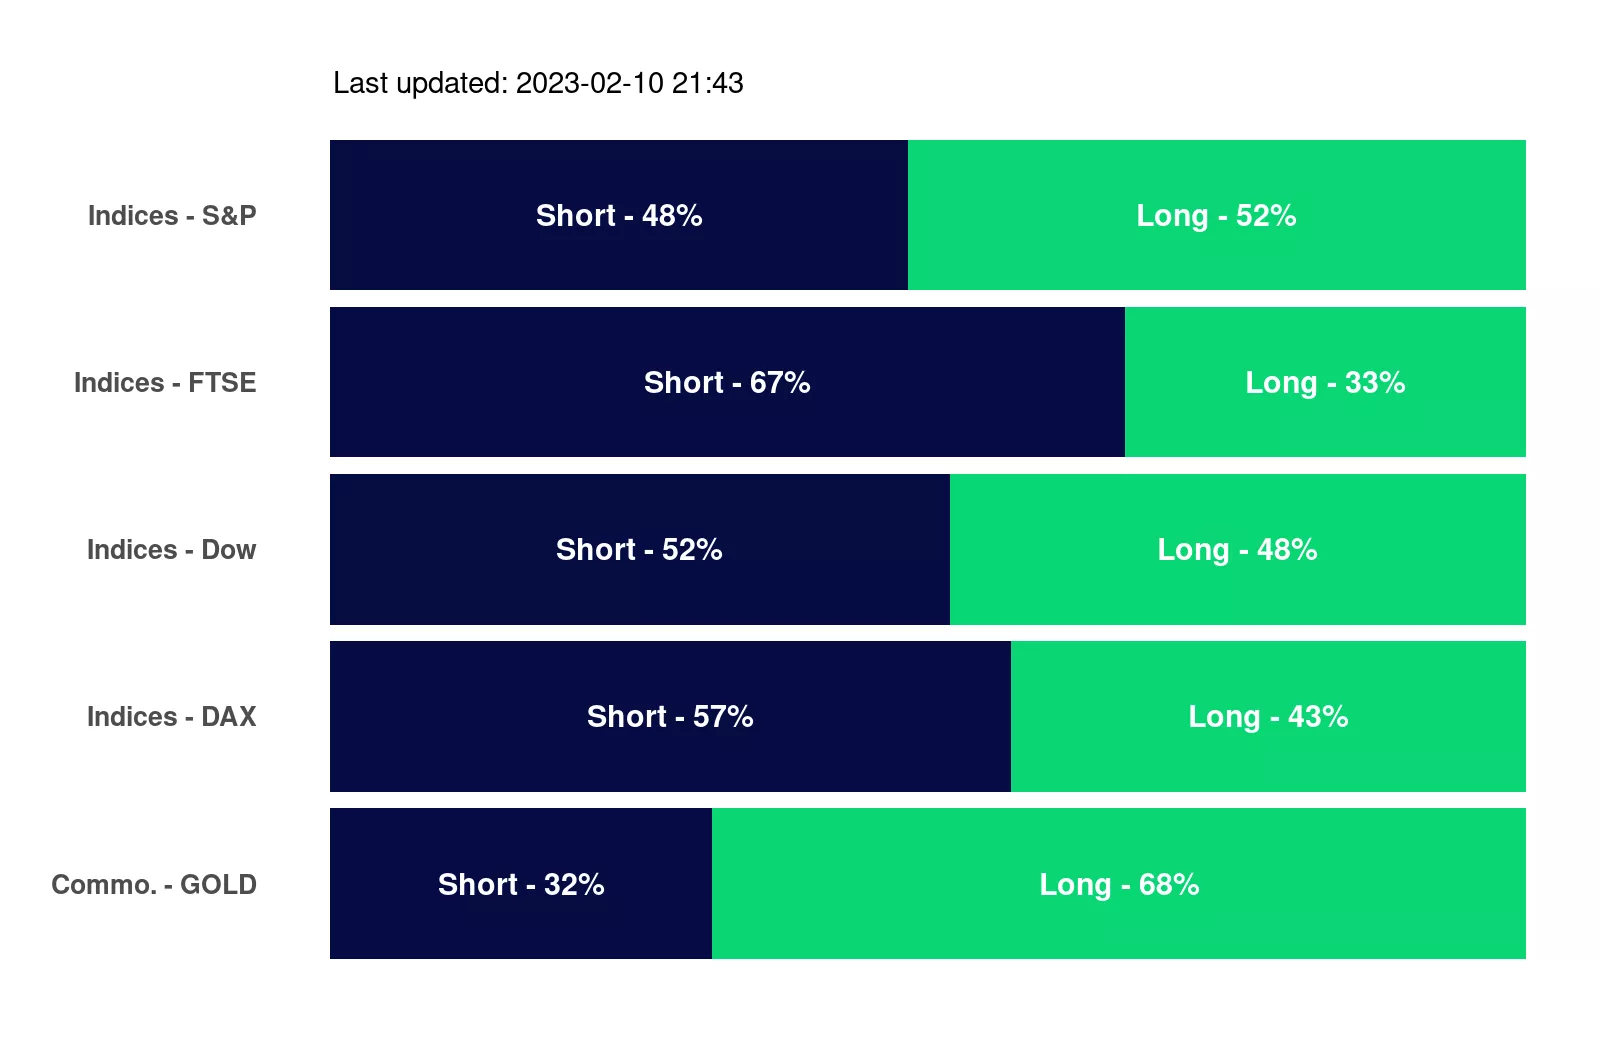 Last updated: 2023-02-10 21:43
Indices - S&P
Short - 48%
Long - 52%
Indices - FTSE
Short - 67%
Long - 33%
Indices - Dow
Short - 52%
Long - 48%
Indices - DAX
Short - 57%
Long - 43%
Commo. - GOLD
Short - 32%
Long - 68%